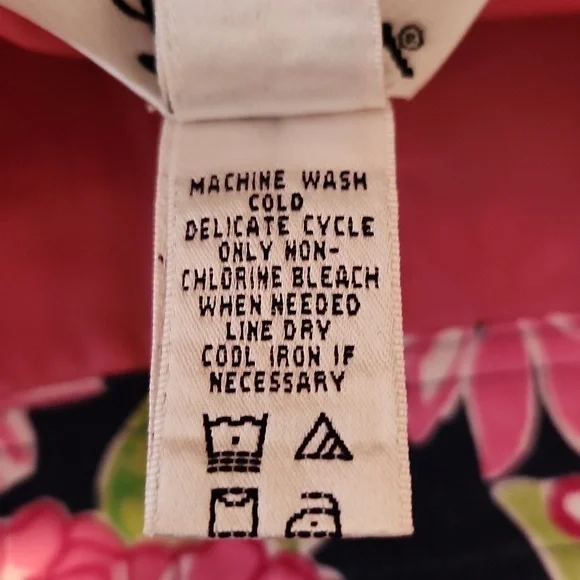 ®
MACHINE WASH
COLD
DELICATE CYCLE
ONLY NON-
CHLORINE BLEACH
WHEN NEEDED
LINE DRY
COOL IRON IF
NECESSARY